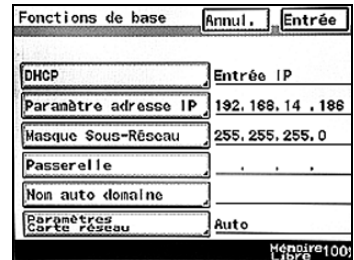 Fonctions de base Annul. Entrée
DHCP Entrée IP
Paramètre adresse IP 192.168.14 .186
Masque Sous-Réseau 255.255.255.0
Passerelle . . .
Nom auto domaine
Paramètres Auto
Carte réseau
Mémoire 100%
Libre